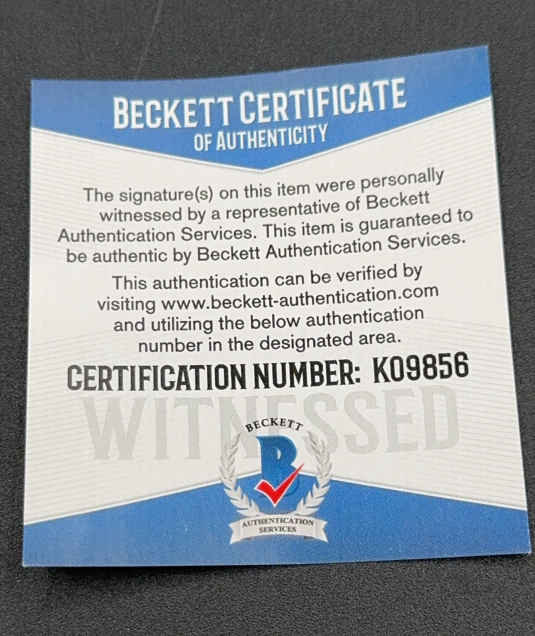 BECKETT CERTIFICATE
OF AUTHENTICITY
The signature(s) on this item were personally
witnessed by a representative of Beckett
Authentication Services. This item is guaranteed to
be authentic by Beckett Authentication Services.
This authentication can be verified by
visiting www.beckett-authentication.com
and utilizing the below authentication
number in the designated area.
CERTIFICATION NUMBER: K09856
WITNESSED
BECKETT
B
AUTHENTICATION
SERVICES